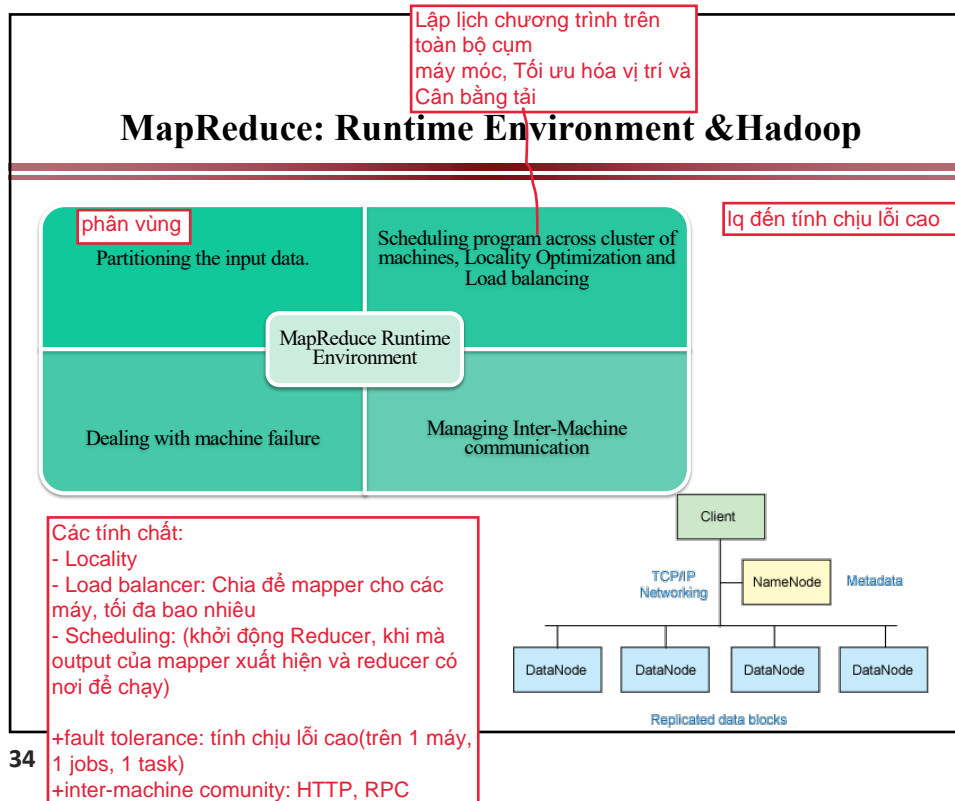 Lập lịch chương trình trên
toàn bộ cụm
máy móc, Tối ưu hóa vị trí và
Cân bằng tải
MapReduce: Runtime Environment &Hadoop
phân vùng
Partitioning the input data.
Scheduling program across cluster of
machines, Locality Optimization and
Load balancing
lq đến tính chịu lỗi cao
MapReduce Runtime
Environment
Dealing with machine failure
Managing Inter-Machine
communication
Các tính chất:
- Locality
- Load balancer: Chia để mapper cho các
máy, tối đa bao nhiêu
- Scheduling: (khởi động Reducer, khi mà
output của mapper xuất hiện và reducer có
nơi để chạy)
+fault tolerance: tính chịu lỗi cao(trên 1 máy,
1 jobs, 1 task)
+inter-machine comunity: HTTP, RPC
Client
TCP/IP
Networking
NameNode
Metadata
DataNode
DataNode
DataNode
DataNode
Replicated data blocks
34